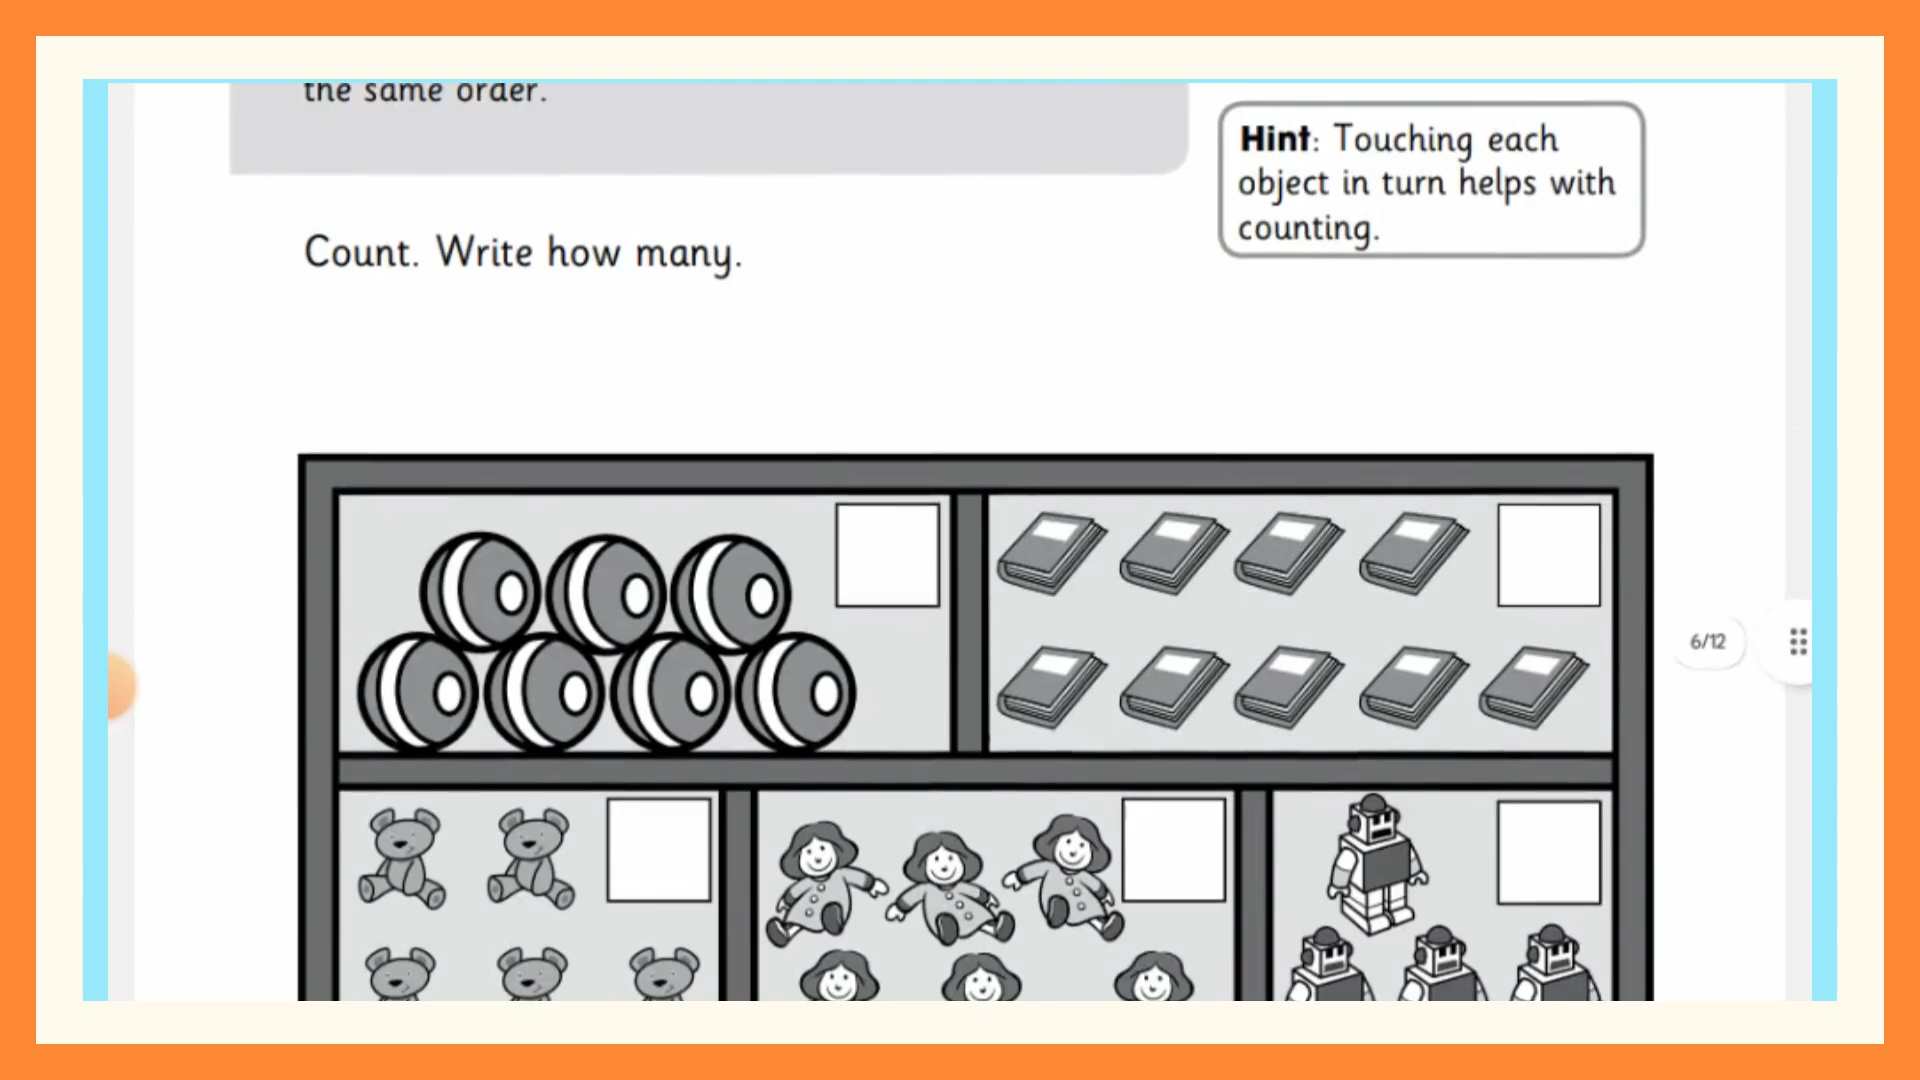 the same order.
Hint: Touching each
object in turn helps with
counting.
Count. Write how many.
6/12